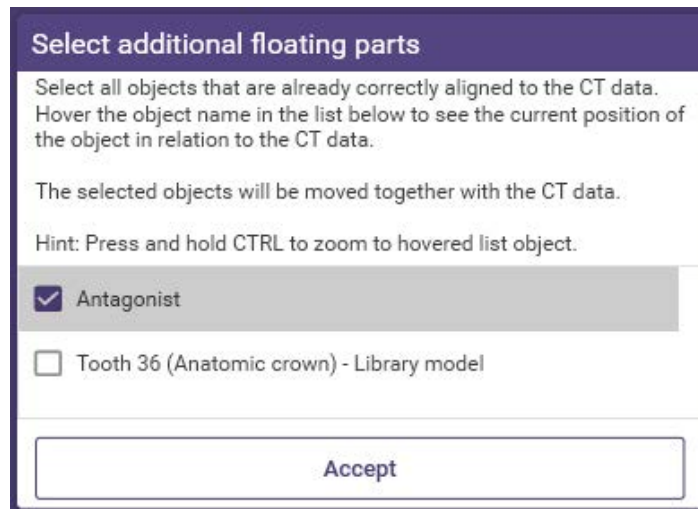 Select additional floating parts
Select all objects that are already correctly aligned to the CT data.
Hover the object name in the list below to see the current position of
the object in relation to the CT data.
The selected objects will be moved together with the CT data.
Hint: Press and hold CTRL to zoom to hovered list object.
Antagonist
Tooth 36 (Anatomic crown) - Library model
Accept